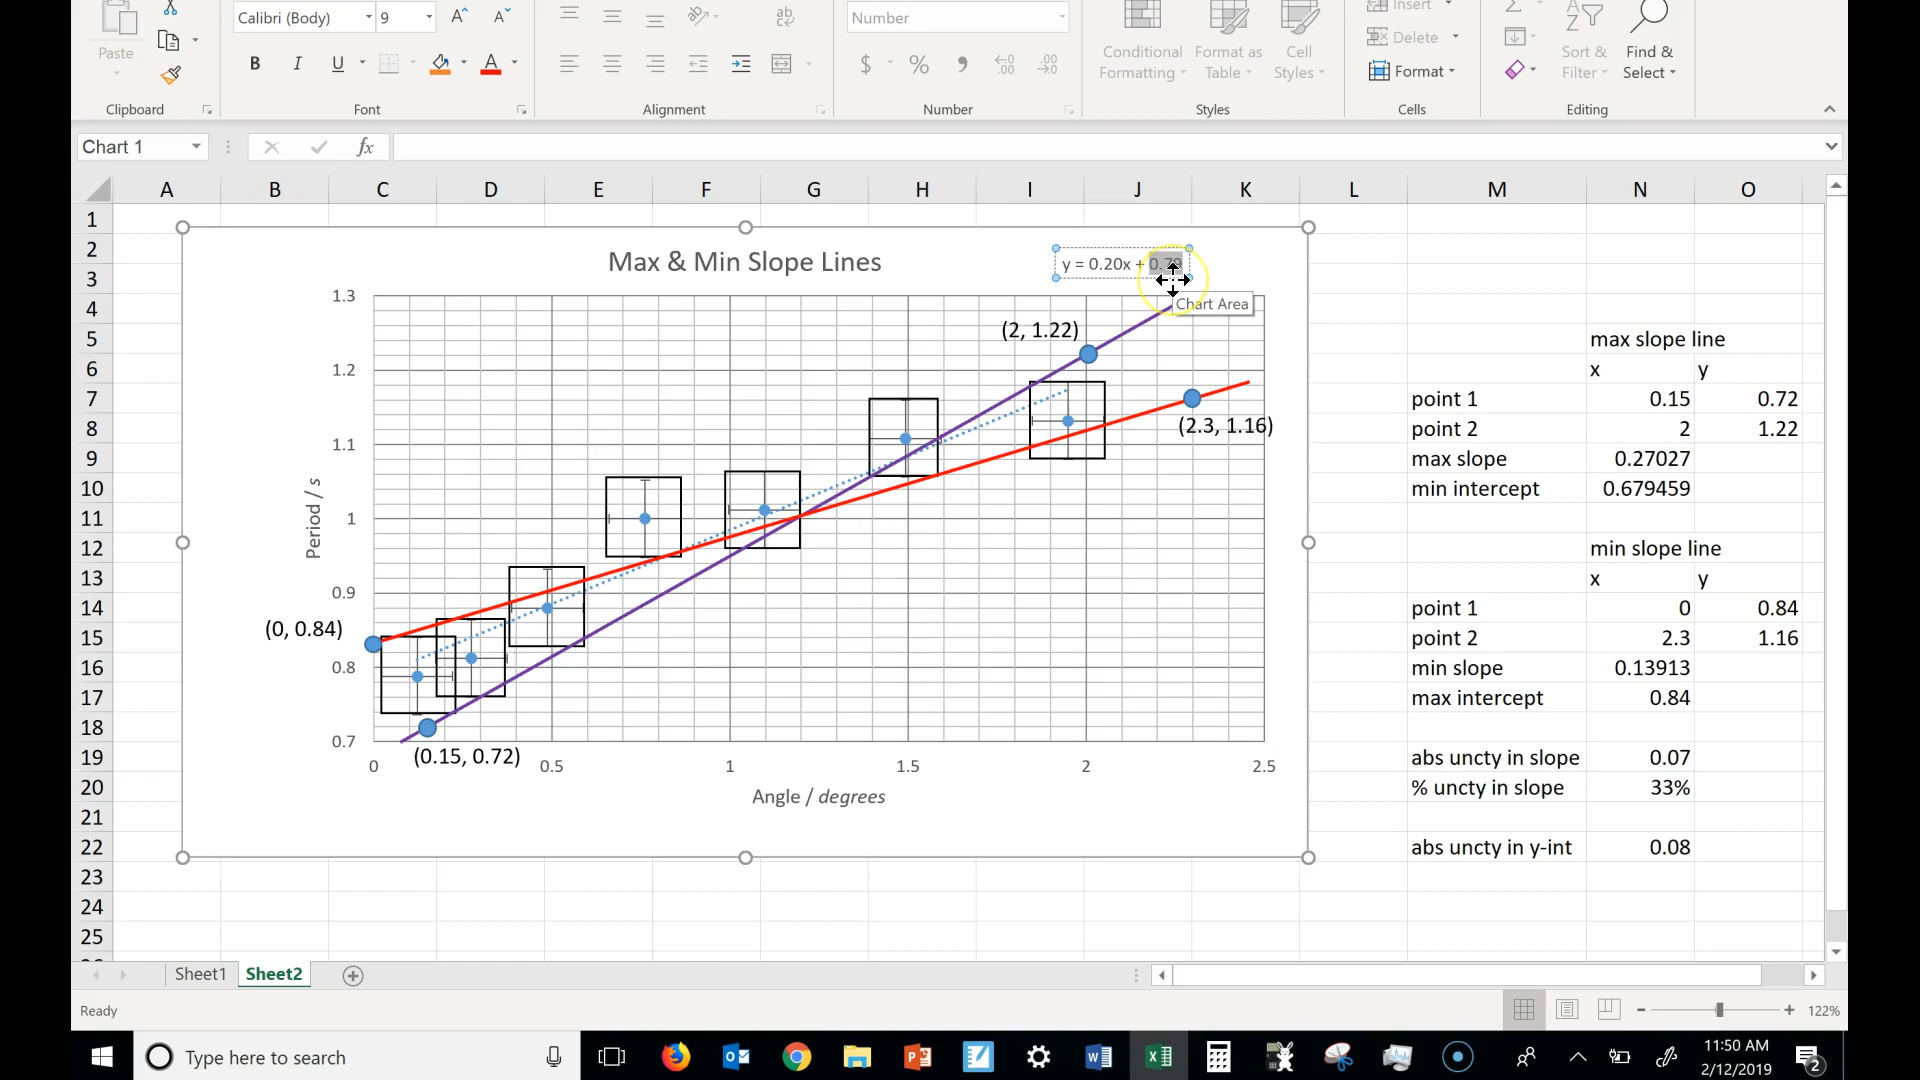 Calibri (Body) 9 A A ab Number Insert
Paste B I U A $ % 9 Conditional Formatting Format as Table Cell Styles Delete Format Sort & Filter Find & Select
Clipboard Font Alignment Number Styles Cells Editing
Chart 1 fx
A B C D E F G H I J K L M N O
1
2
3
4
5
6
7
8
9
10
11
12
13
14
15
16
17
18
19
20
21
22
23
24
25
Max & Min Slope Lines
y = 0.20x + 0.79
Chart Area
1.3
1.2
1.1
1
0.9
0.8
0.7
Period / s
(2, 1.22)
(2.3, 1.16)
(0, 0.84)
(0.15, 0.72)
0 0.5 1 1.5 2 2.5
Angle / degrees
max slope line
x y
point 1 0.15 0.72
point 2 2 1.22
max slope 0.27027
min intercept 0.679459
min slope line
x y
point 1 0 0.84
point 2 2.3 1.16
min slope 0.13913
max intercept 0.84
abs uncty in slope 0.07
% uncty in slope 33%
abs uncty in y-int 0.08
Sheet1 Sheet2
Ready 122%
Type here to search
11:50 AM
2/12/2019
2